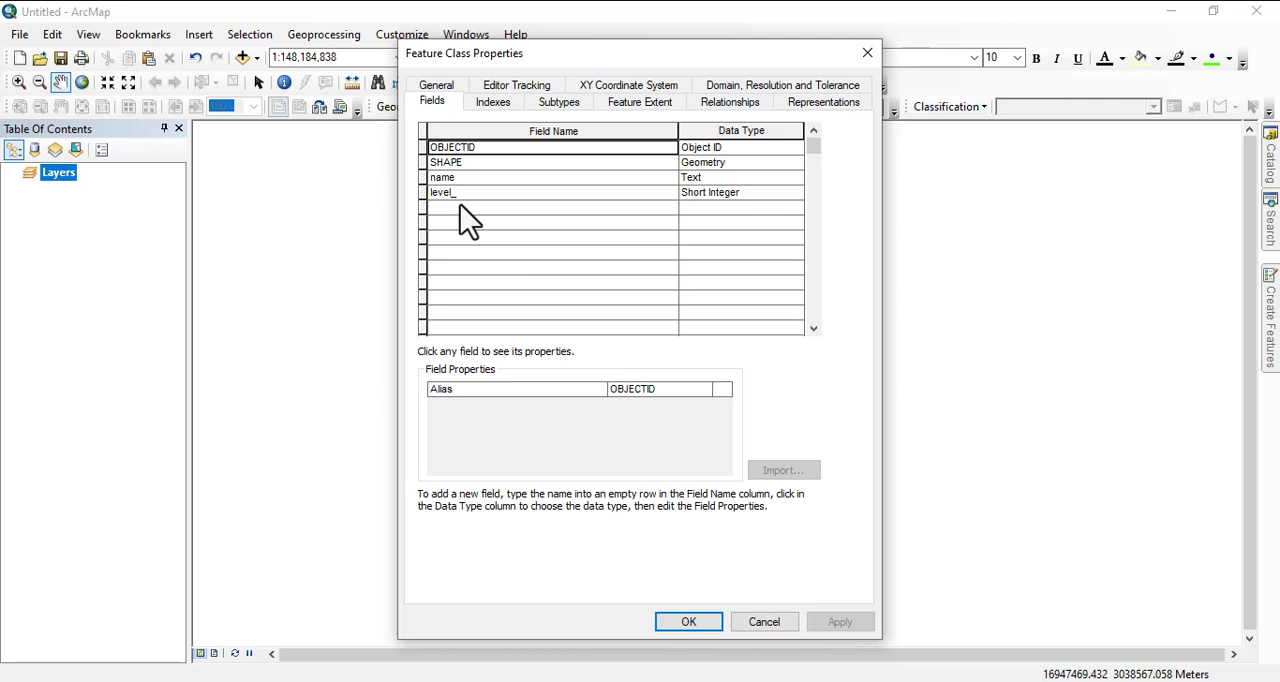 Untitled - ArcMap
File Edit View Bookmarks Insert Selection Geoprocessing Customize Windows Help
1:148,184,838
10
B I U A
Classification
Table Of Contents
Layers
Feature Class Properties
General Editor Tracking XY Coordinate System Domain, Resolution and Tolerance
Fields Indexes Subtypes Feature Extent Relationships Representations
Field Name Data Type
OBJECTID Object ID
SHAPE Geometry
name Text
level_ Short Integer
Click any field to see its properties.
Field Properties
Alias OBJECTID
Import...
To add a new field, type the name into an empty row in the Field Name column, click in
the Data Type column to choose the data type, then edit the Field Properties.
OK Cancel Apply
Catalog
Search
Create Features
16947469.432 3038567.058 Meters